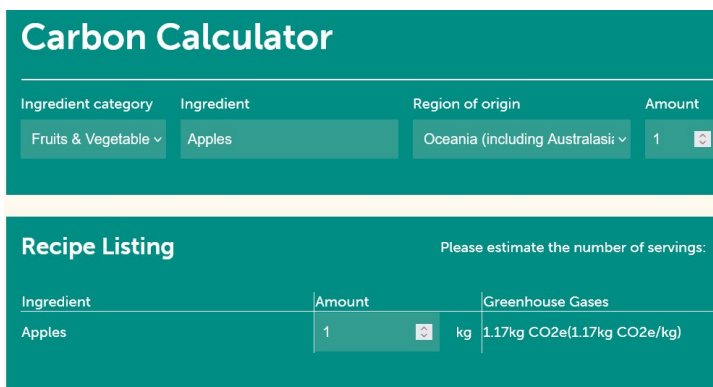 Carbon Calculator
Ingredient category Ingredient Region of origin Amount
Fruits & Vegetable Apples Oceania (including Australasi 1
Recipe Listing Please estimate the number of servings:
Ingredient Amount Greenhouse Gases
Apples 1 kg 1.17kg CO2e(1.17kg CO2e/kg)